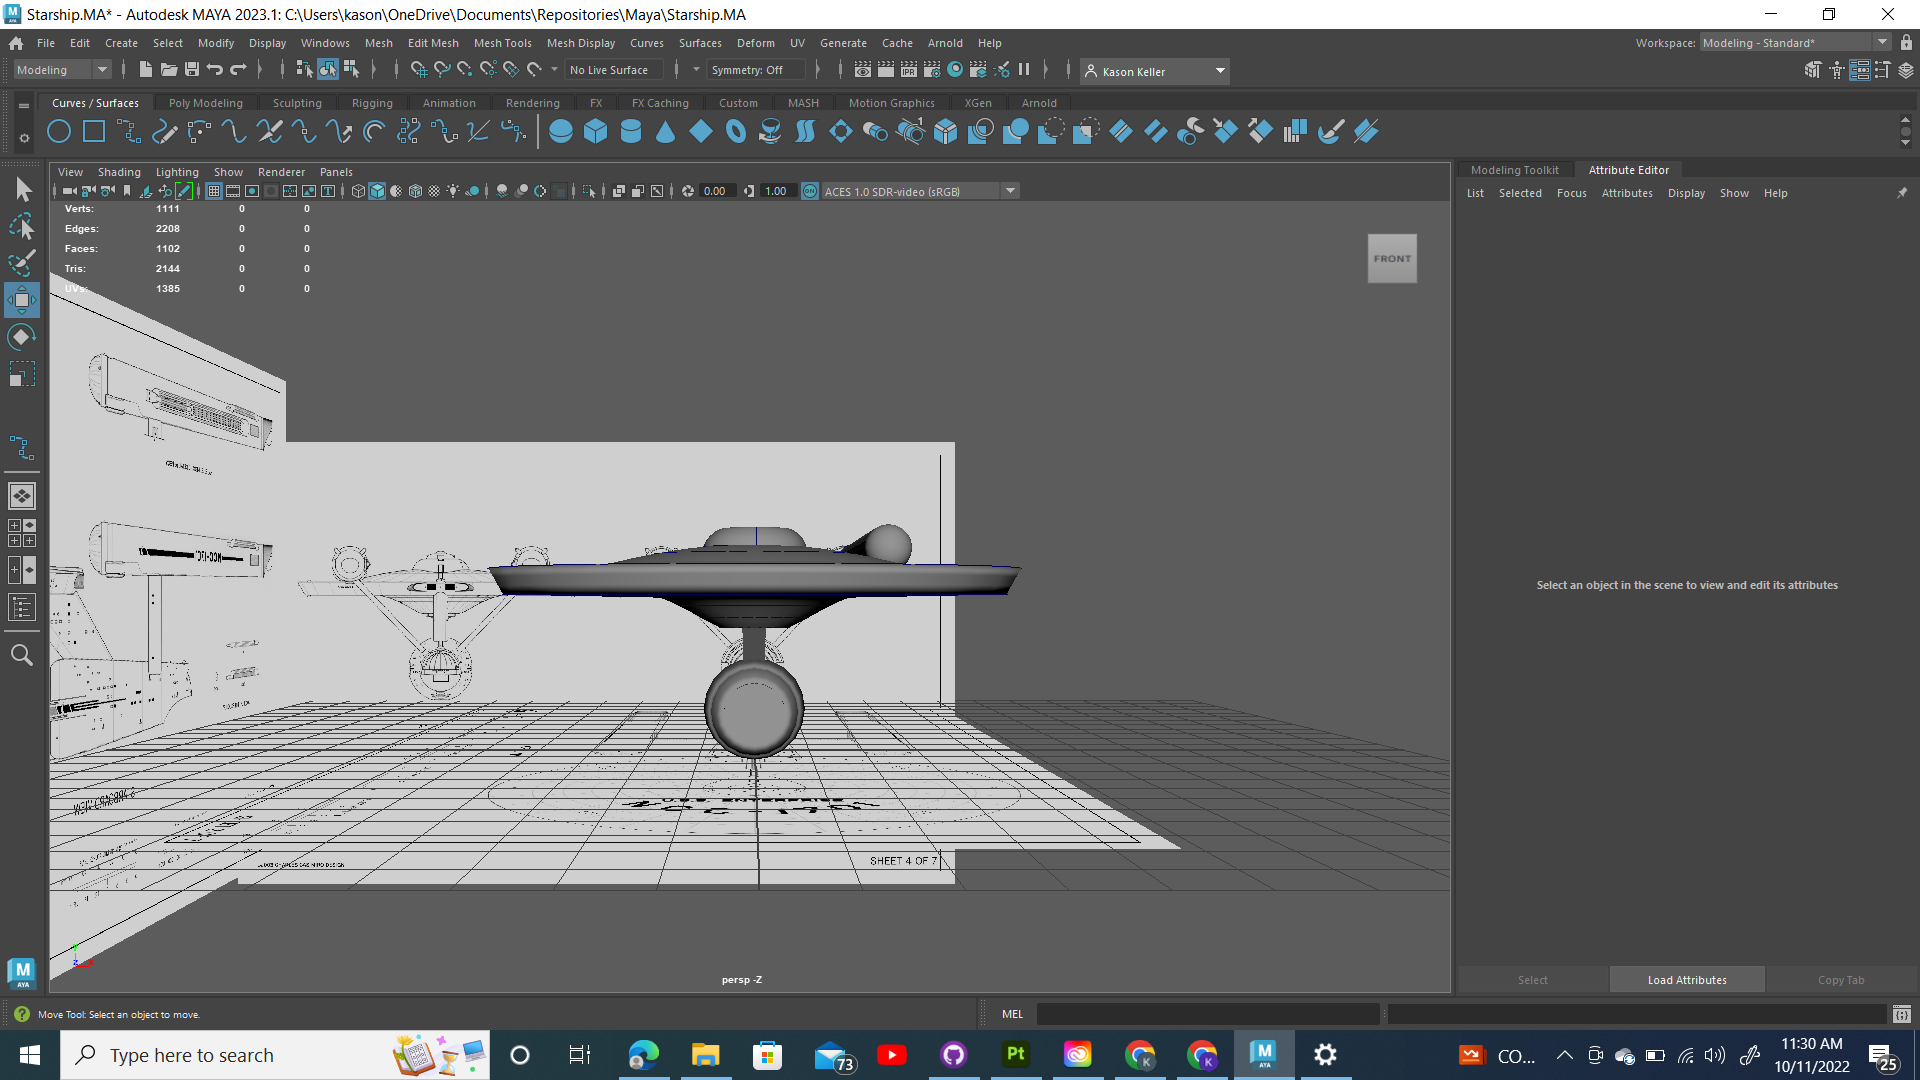 Starship.MA* - Autodesk MAYA 2023.1: C:\Users\kason\OneDrive\Documents\Repositories\Maya\Starship.MA
File Edit Create Select Modify Display Windows Mesh Edit Mesh Mesh Tools Mesh Display Curves Surfaces Deform UV Generate Cache Arnold Help
Workspace: Modeling - Standard*
Modeling No Live Surface Symmetry: Off IPR Kason Keller
Curves / Surfaces Poly Modeling Sculpting Rigging Animation Rendering FX FX Caching Custom MASH Motion Graphics XGen Arnold
View Shading Lighting Show Renderer Panels
0.00 1.00 ON ACES 1.0 SDR-video (sRGB)
Verts: 1111 0 0
Edges: 2208 0 0
Faces: 1102 0 0
Tris: 2144 0 0
UVs: 1385 0 0
FRONT
Modeling Toolkit Attribute Editor
List Selected Focus Attributes Display Show Help
Select an object in the scene to view and edit its attributes
U.S.S. ENTERPRISE
SHEET 4 OF 7
persp -Z
Select Load Attributes Copy Tab
M
AYA
Move Tool: Select an object to move.
MEL
Type here to search
73
Pt
K
K
M
AYA
CO...
11:30 AM
10/11/2022
25